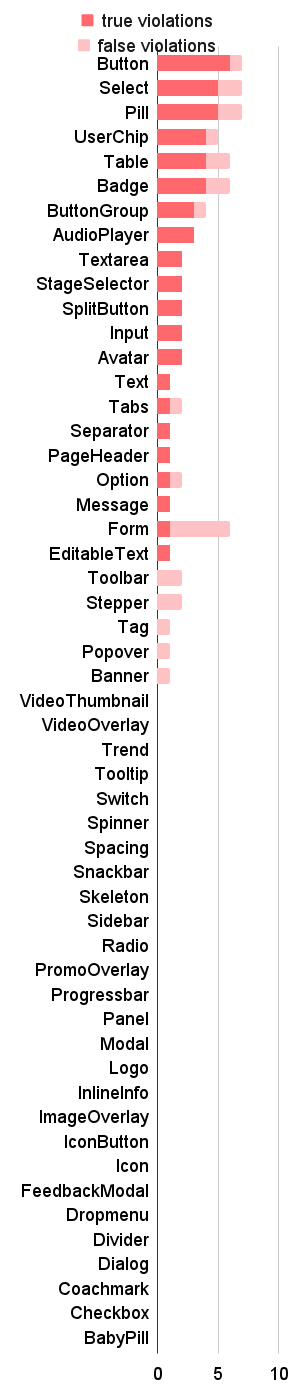 true violations
false violations
Button
Select
Pill
UserChip
Table
Badge
ButtonGroup
AudioPlayer
Textarea
StageSelector
SplitButton
Input
Avatar
Text
Tabs
Separator
PageHeader
Option
Message
Form
EditableText
Toolbar
Stepper
Tag
Popover
Banner
VideoThumbnail
VideoOverlay
Trend
Tooltip
Switch
Spinner
Spacing
Snackbar
Skeleton
Sidebar
Radio
PromoOverlay
Progressbar
Panel
Modal
Logo
InlineInfo
ImageOverlay
IconButton
Icon
FeedbackModal
Dropmenu
Divider
Dialog
Coachmark
Checkbox
BabyPill
0 5 10